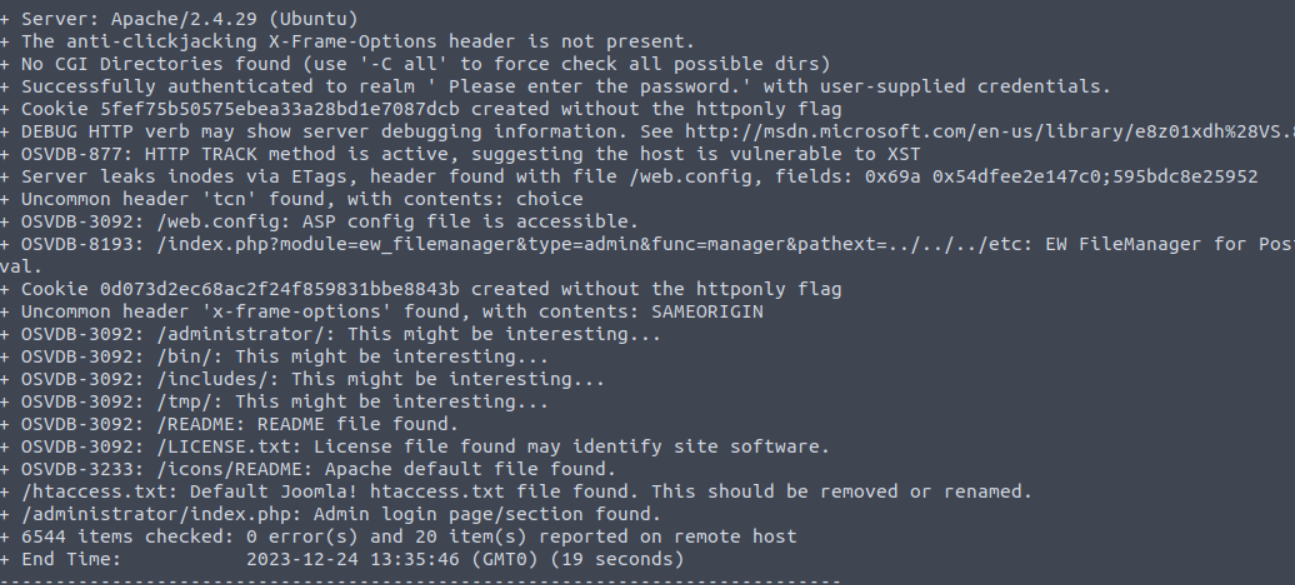 + Server: Apache/2.4.29 (Ubuntu)
+ The anti-clickjacking X-Frame-Options header is not present.
+ No CGI Directories found (use '-C all' to force check all possible dirs)
+ Successfully authenticated to realm ' Please enter the password.' with user-supplied credentials.
+ Cookie 5fef75b50575ebea33a28bd1e7087dcb created without the httponly flag
+ DEBUG HTTP verb may show server debugging information. See http://msdn.microsoft.com/en-us/library/e8z01xdh%28VS.8
+ OSVDB-877: HTTP TRACK method is active, suggesting the host is vulnerable to XST
+ Server leaks inodes via ETags, header found with file /web.config, fields: 0x69a 0x54dfee2e147c0;595bdc8e25952
+ Uncommon header 'tcn' found, with contents: choice
+ OSVDB-3092: /web.config: ASP config file is accessible.
+ OSVDB-8193: /index.php?module=ew_filemanager&type=admin&func=manager&pathext=../../../etc: EW FileManager for Post
val.
+ Cookie 0d073d2ec68ac2f24f859831bbe8843b created without the httponly flag
+ Uncommon header 'x-frame-options' found, with contents: SAMEORIGIN
+ OSVDB-3092: /administrator/: This might be interesting...
+ OSVDB-3092: /bin/: This might be interesting...
+ OSVDB-3092: /includes/: This might be interesting...
+ OSVDB-3092: /tmp/: This might be interesting...
+ OSVDB-3092: /README: README file found.
+ OSVDB-3092: /LICENSE.txt: License file found may identify site software.
+ OSVDB-3233: /icons/README: Apache default file found.
+ /htaccess.txt: Default Joomla! htaccess.txt file found. This should be removed or renamed.
+ /administrator/index.php: Admin login page/section found.
+ 6544 items checked: 0 error(s) and 20 item(s) reported on remote host
+ End Time: 2023-12-24 13:35:46 (GMT0) (19 seconds)
---------------------------------------------------------------------------